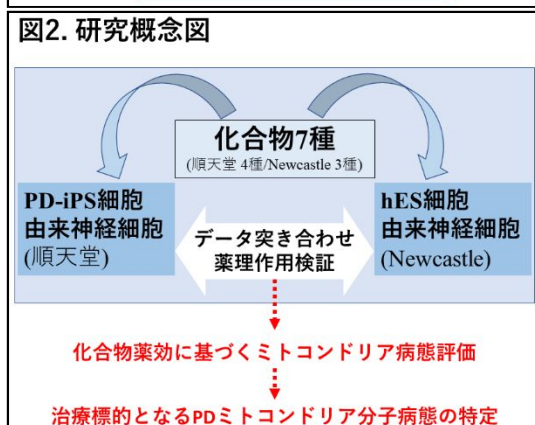 図2. 研究概念図
化合物7種
(順天堂 4種/Newcastle 3種)
PD-iPS細胞
由来神経細胞
(順天堂)
データ突き合わせ
薬理作用検証
hES細胞
由来神経細胞
(Newcastle)
化合物薬効に基づくミトコンドリア病態評価
治療標的となるPDミトコンドリア分子病態の特定